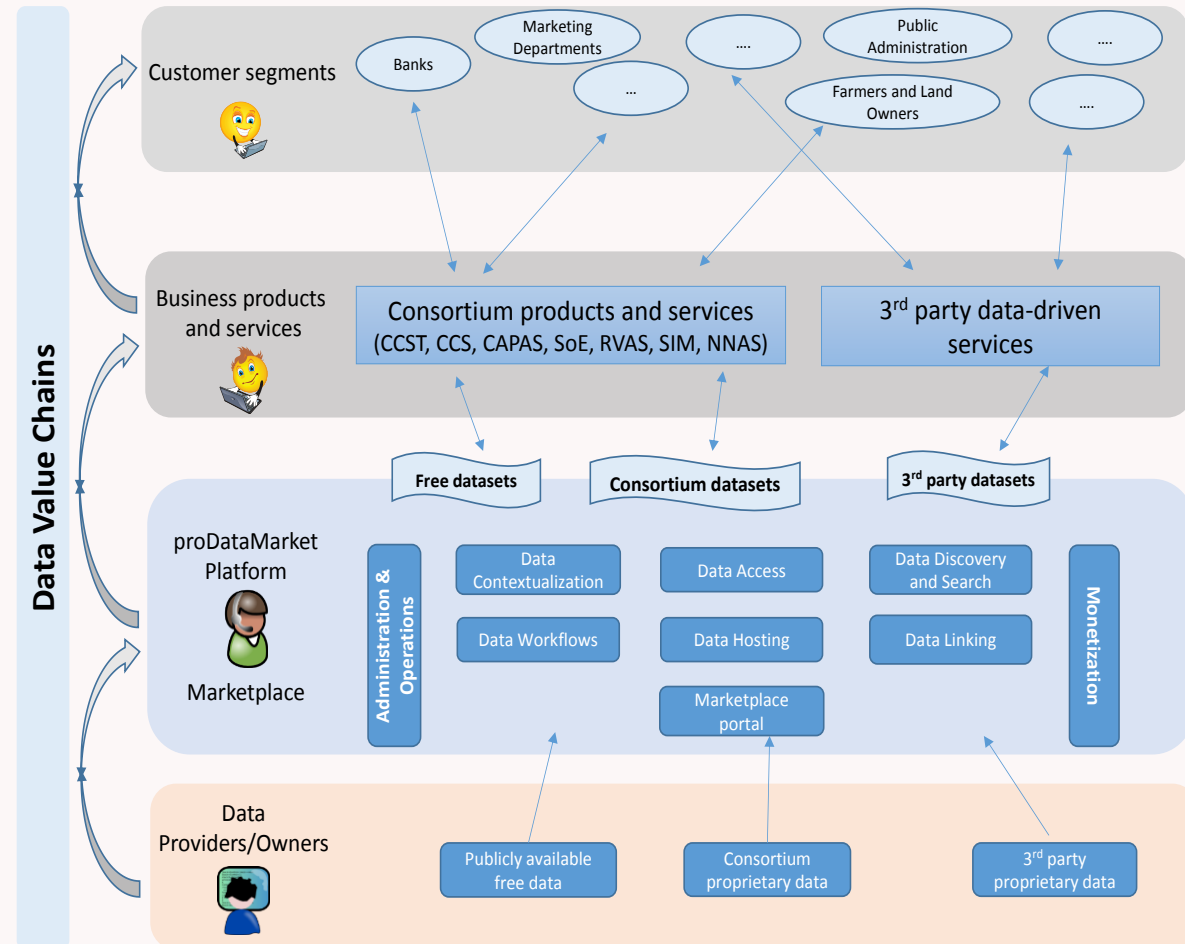 Data Value Chains
Customer segments
Banks
Marketing
Departments
...
....
Public
Administration
Farmers and Land
Owners
....
....
Business products
and services
Consortium products and services
(CCST, CCS, CAPAS, SoE, RVAS, SIM, NNAS)
3rd party data-driven
services
Free datasets
Consortium datasets
3rd party datasets
proDataMarket
Platform
Marketplace
Administration &
Operations
Data
Contextualization
Data Access
Data Discovery
and Search
Data Workflows
Data Hosting
Data Linking
Marketplace
portal
Monetization
Data
Providers/Owners
Publicly available
free data
Consortium
proprietary data
3rd party
proprietary data